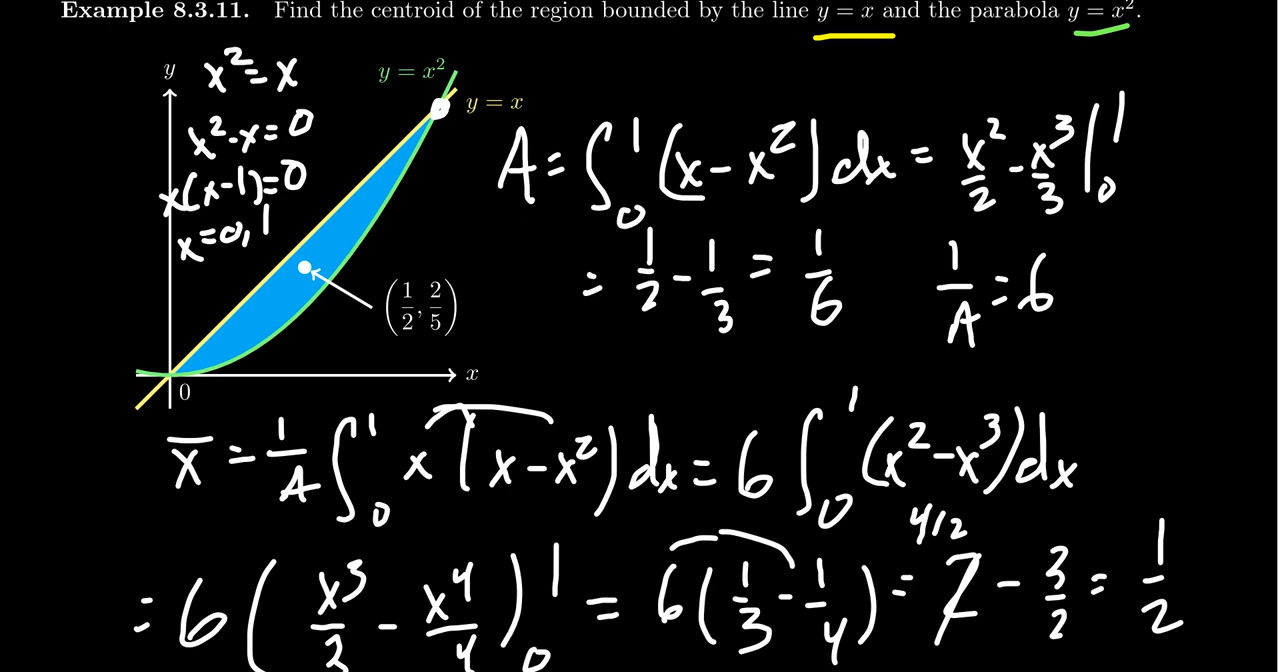 Example 8.3.11. Find the centroid of the region bounded by the line y = x and the parabola y = x².
y
x² = x
x² - x = 0
x(x-1) = 0
x = 0, 1
y = x²
y = x
(1/2, 2/5)
x
0
A = ∫₀¹ (x - x²) dx = x²/2 - x³/3 |₀¹
= 1/2 - 1/3 = 1/6
1/A = 6
x̅ = 1/A ∫₀¹ x(x - x²) dx = 6 ∫₀¹ (x² - x³) dx
4/2
= 6 (x³/3 - x⁴/4)₀¹ = 6(1/3 - 1/4) = 2 - 3/2 = 1/2